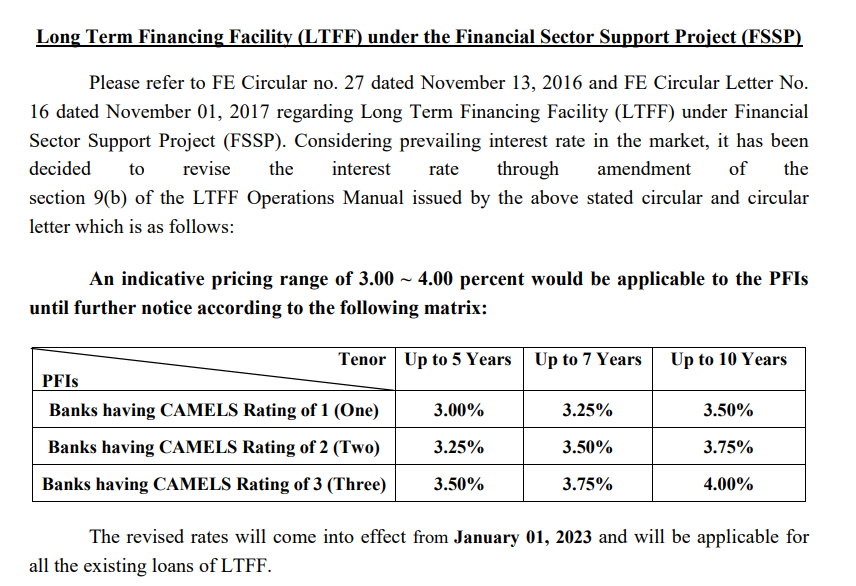 Long Term Financing Facility (LTFF) under the Financial Sector Support Project (FSSP)
Please refer to FE Circular no. 27 dated November 13, 2016 and FE Circular Letter No.
16 dated November 01, 2017 regarding Long Term Financing Facility (LTFF) under Financial
Sector Support Project (FSSP). Considering prevailing interest rate in the market, it has been
decided to revise the interest rate through amendment of the
section 9(b) of the LTFF Operations Manual issued by the above stated circular and circular
letter which is as follows:
An indicative pricing range of 3.00 ~ 4.00 percent would be applicable to the PFIs
until further notice according to the following matrix:
Tenor Up to 5 Years Up to 7 Years Up to 10 Years
PFIs
Banks having CAMELS Rating of 1 (One) 3.00% 3.25% 3.50%
Banks having CAMELS Rating of 2 (Two) 3.25% 3.50% 3.75%
Banks having CAMELS Rating of 3 (Three) 3.50% 3.75% 4.00%
The revised rates will come into effect from January 01, 2023 and will be applicable for
all the existing loans of LTFF.